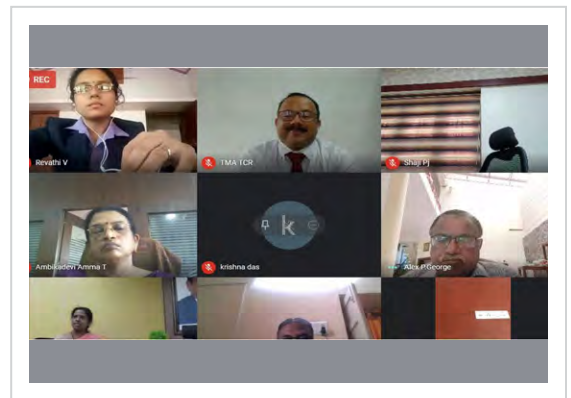 REC
Revathi V
TMA TCR
Shaji Pj
Ambikadevi Amma T
k
krishna das
Alex P.George